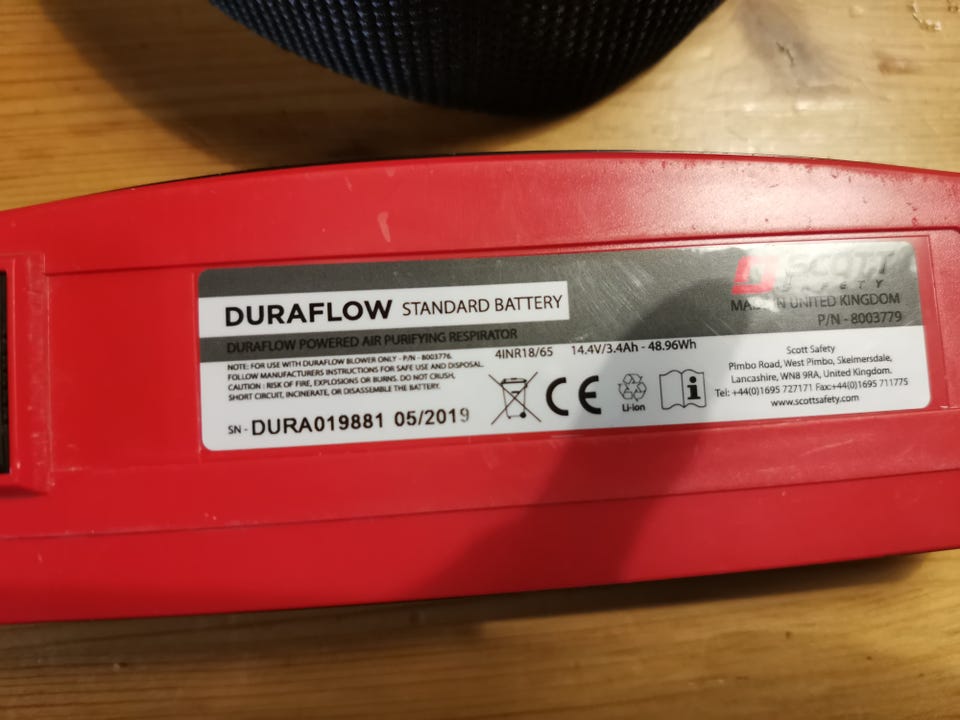 DURAFLOW STANDARD BATTERY
SCOTT
SAFETY
MADE IN UNITED KINGDOM
P/N - 8003779
DURAFLOW POWERED AIR PURIFYING RESPIRATOR
NOTE: FOR USE WITH DURAFLOW BLOWER ONLY - P/N - 8003776.
FOLLOW MANUFACTURERS INSTRUCTIONS FOR SAFE USE AND DISPOSAL.
CAUTION : RISK OF FIRE, EXPLOSIONS OR BURNS. DO NOT CRUSH,
SHORT CIRCUIT, INCINERATE, OR DISASSEMBLE THE BATTERY.
4INR18/65 14.4V/3.4Ah - 48.96Wh
SN - DURA019881 05/2019
CE
Li-ion
i
Scott Safety
Pimbo Road, West Pimbo, Skelmersdale,
Lancashire, WN8 9RA, United Kingdom.
Tel: +44(0)1695 727171 Fax:+44(0)1695 711775
www.scottsafety.com